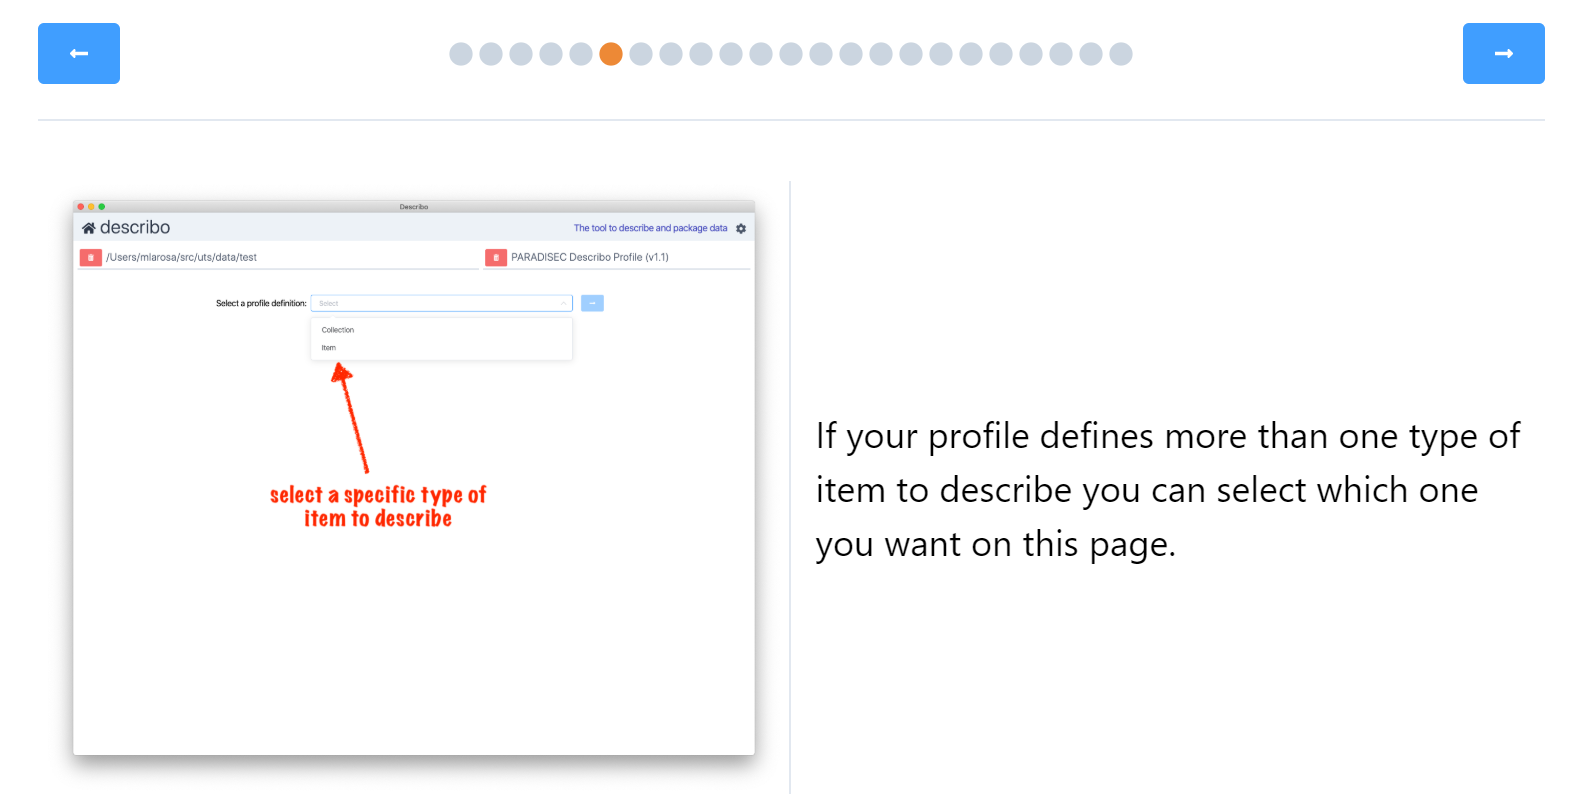 Describo
describo
The tool to describe and package data
/Users/mlarosa/src/uts/data/test
PARADISEC Describo Profile (v1.1)
Select a profile definition:
Select
Collection
Item
select a specific type of
item to describe
If your profile defines more than one type of
item to describe you can select which one
you want on this page.